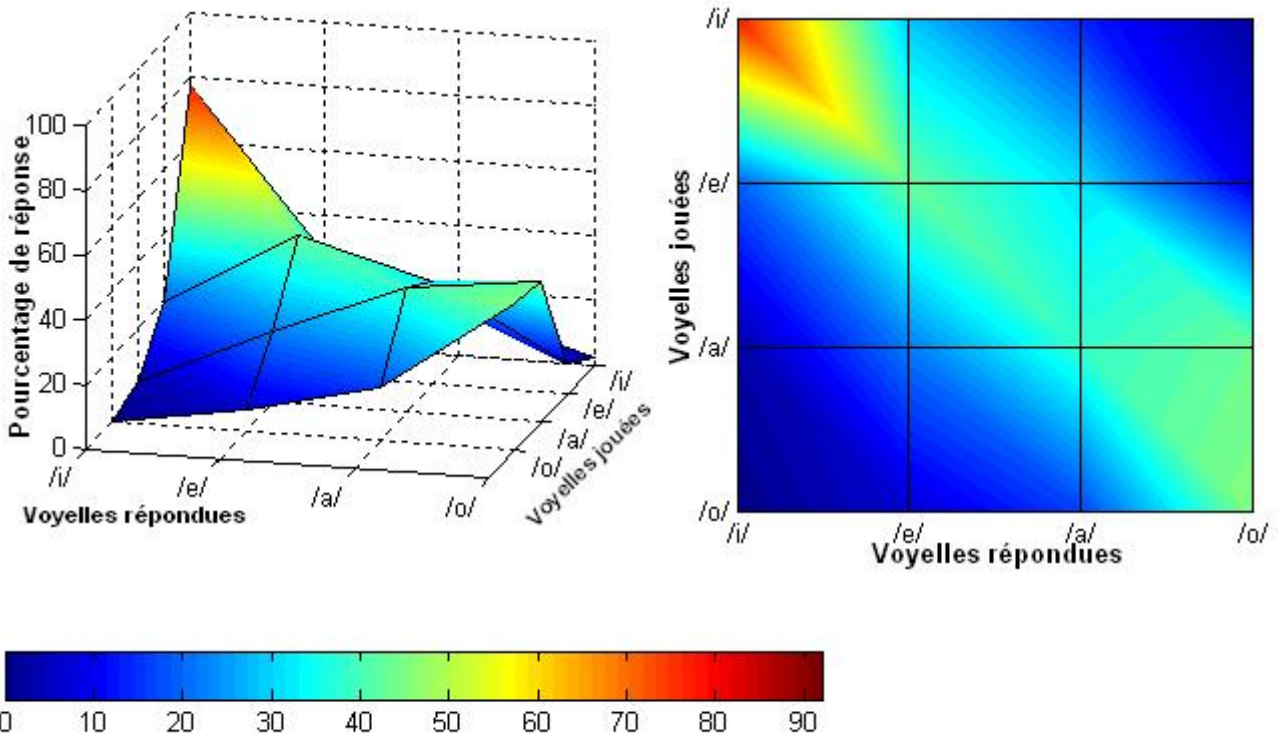 100
80
60
40
20
0
Pourcentage de réponse
/i/
/e/
/a/
/o/
Voyelles répondues
/i/
/e/
/a/
/o/
Voyelles jouées
/i/
/e/
/a/
/o/
Voyelles jouées
/i/
/e/
/a/
/o/
Voyelles répondues
0 10 20 30 40 50 60 70 80 90